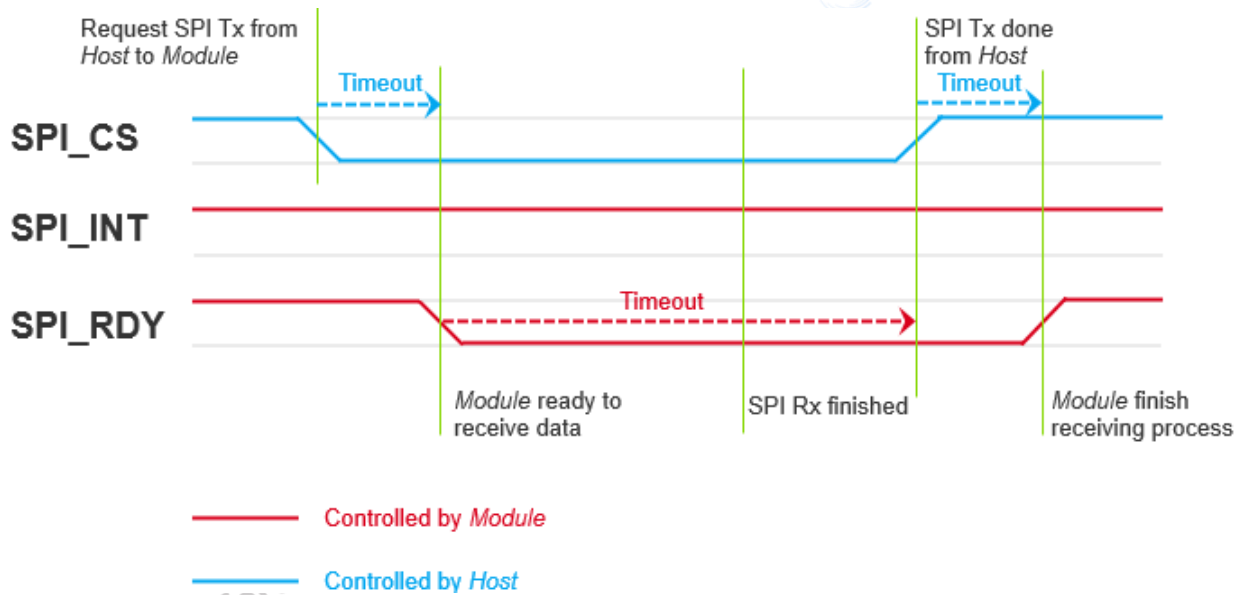 Request SPI Tx from
Host to Module
SPI Tx done
from Host
Timeout
Timeout
SPI_CS
SPI_INT
SPI_RDY
Timeout
Module ready to
receive data
SPI Rx finished
Module finish
receiving process
Controlled by Module
Controlled by Host